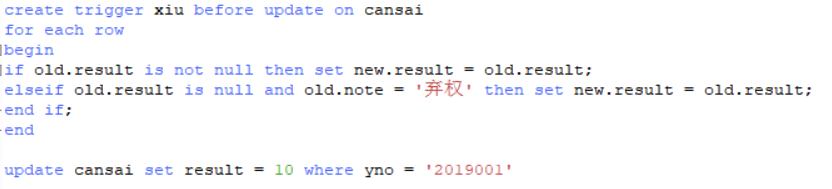 create trigger xiu before update on cansai
for each row
begin
if old.result is not null then set new.result = old.result;
elseif old.result is null and old.note = '弃权' then set new.result = old.result;
end if;
end
update cansai set result = 10 where yno = '2019001'